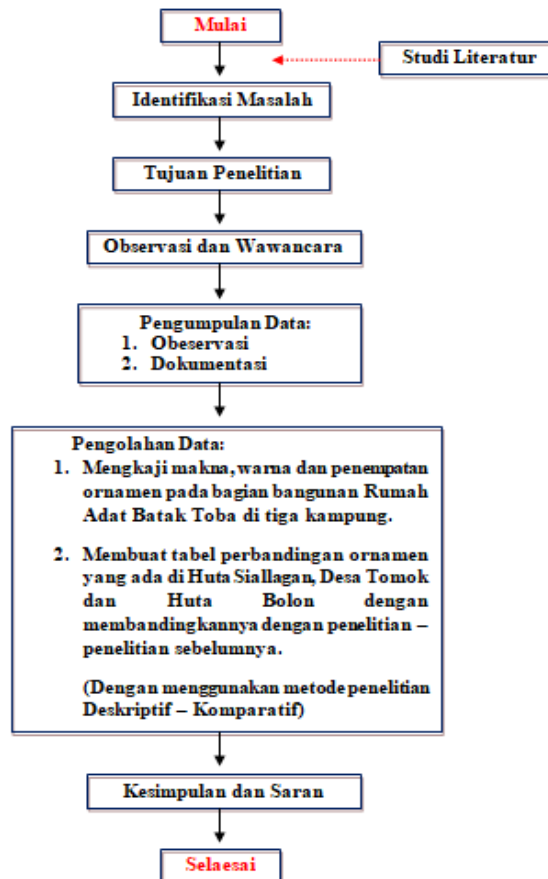 Mulai
Studi Literatur
Identifikasi Masalah
Tujuan Penelitian
Observasi dan Wawancara
Pengumpulan Data:
1. Obeservasi
2. Dokumentasi
Pengolahan Data:
1. Mengkaji makna, warna dan penempatan
ornamen pada bagian bangunan Rumah
Adat Batak Toba di tiga kampung.
2. Membuat tabel perbandingan ornamen
yang ada di Huta Siallagan, Desa Tomok
dan Huta Bolon dengan
membandingkannya dengan penelitian –
penelitian sebelumnya.
(Dengan menggunakan metode penelitian
Deskriptif – Komparatif)
Kesimpulan dan Saran
Selaesai